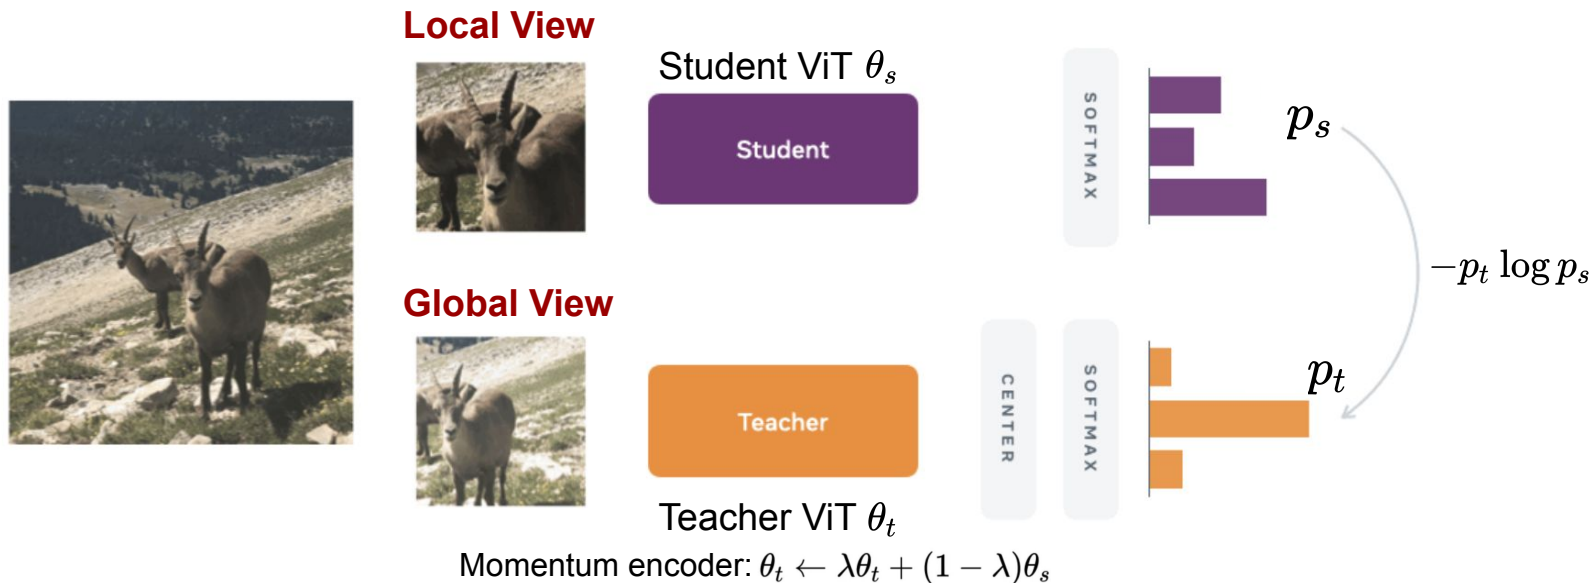 Local View
Student ViT θ_s
Student
SOFTMAX
p_s
−p_t log p_s
Global View
Teacher
CENTER
SOFTMAX
p_t
Teacher ViT θ_t
Momentum encoder: θ_t ← λθ_t + (1 − λ)θ_s